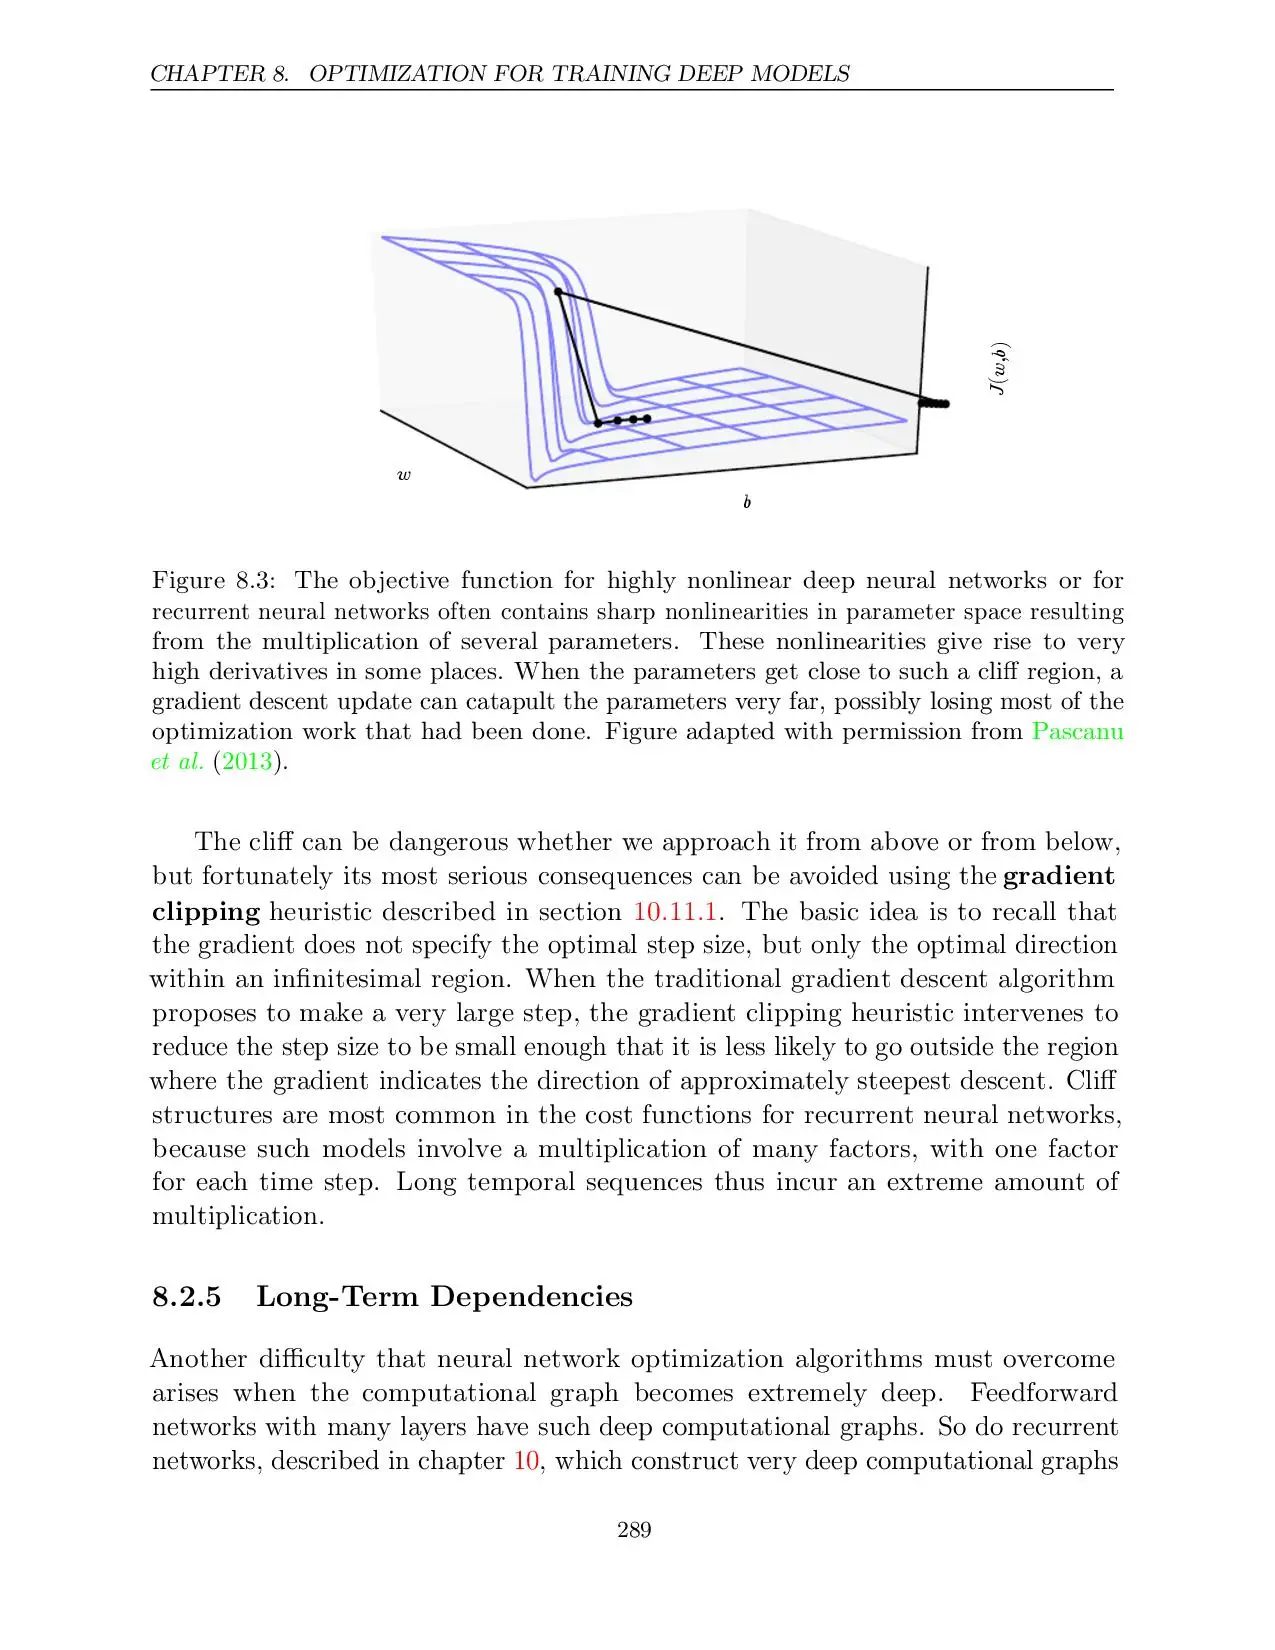 CHAPTER 8. OPTIMIZATION FOR TRAINING DEEP MODELS
J(w,b)
w
b
Figure 8.3: The objective function for highly nonlinear deep neural networks or for
recurrent neural networks often contains sharp nonlinearities in parameter space resulting
from the multiplication of several parameters. These nonlinearities give rise to very
high derivatives in some places. When the parameters get close to such a cliff region, a
gradient descent update can catapult the parameters very far, possibly losing most of the
optimization work that had been done. Figure adapted with permission from Pascanu
et al. (2013).
The cliff can be dangerous whether we approach it from above or from below,
but fortunately its most serious consequences can be avoided using the gradient
clipping heuristic described in section 10.11.1. The basic idea is to recall that
the gradient does not specify the optimal step size, but only the optimal direction
within an infinitesimal region. When the traditional gradient descent algorithm
proposes to make a very large step, the gradient clipping heuristic intervenes to
reduce the step size to be small enough that it is less likely to go outside the region
where the gradient indicates the direction of approximately steepest descent. Cliff
structures are most common in the cost functions for recurrent neural networks,
because such models involve a multiplication of many factors, with one factor
for each time step. Long temporal sequences thus incur an extreme amount of
multiplication.
8.2.5 Long-Term Dependencies
Another difficulty that neural network optimization algorithms must overcome
arises when the computational graph becomes extremely deep. Feedforward
networks with many layers have such deep computational graphs. So do recurrent
networks, described in chapter 10, which construct very deep computational graphs
289